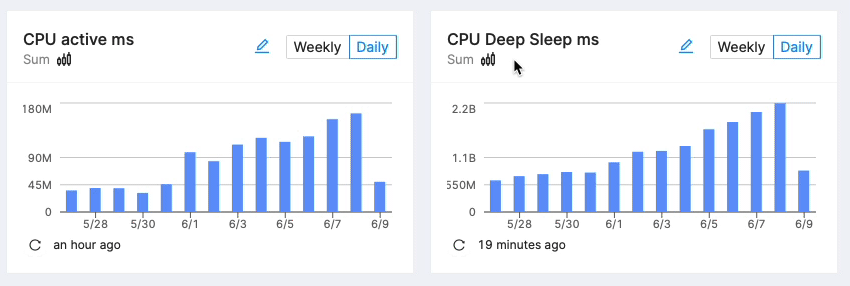 CPU active ms
Sum
Weekly Daily
180M
90M
45M
0
5/28 5/30 6/1 6/3 6/5 6/7 6/9
an hour ago
CPU Deep Sleep ms
Sum
Weekly Daily
2.2B
1.1B
550M
0
5/28 5/30 6/1 6/3 6/5 6/7 6/9
19 minutes ago